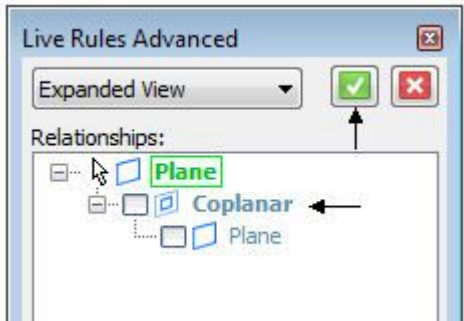 Live Rules Advanced
Expanded View
Relationships:
Plane
Coplanar
Plane